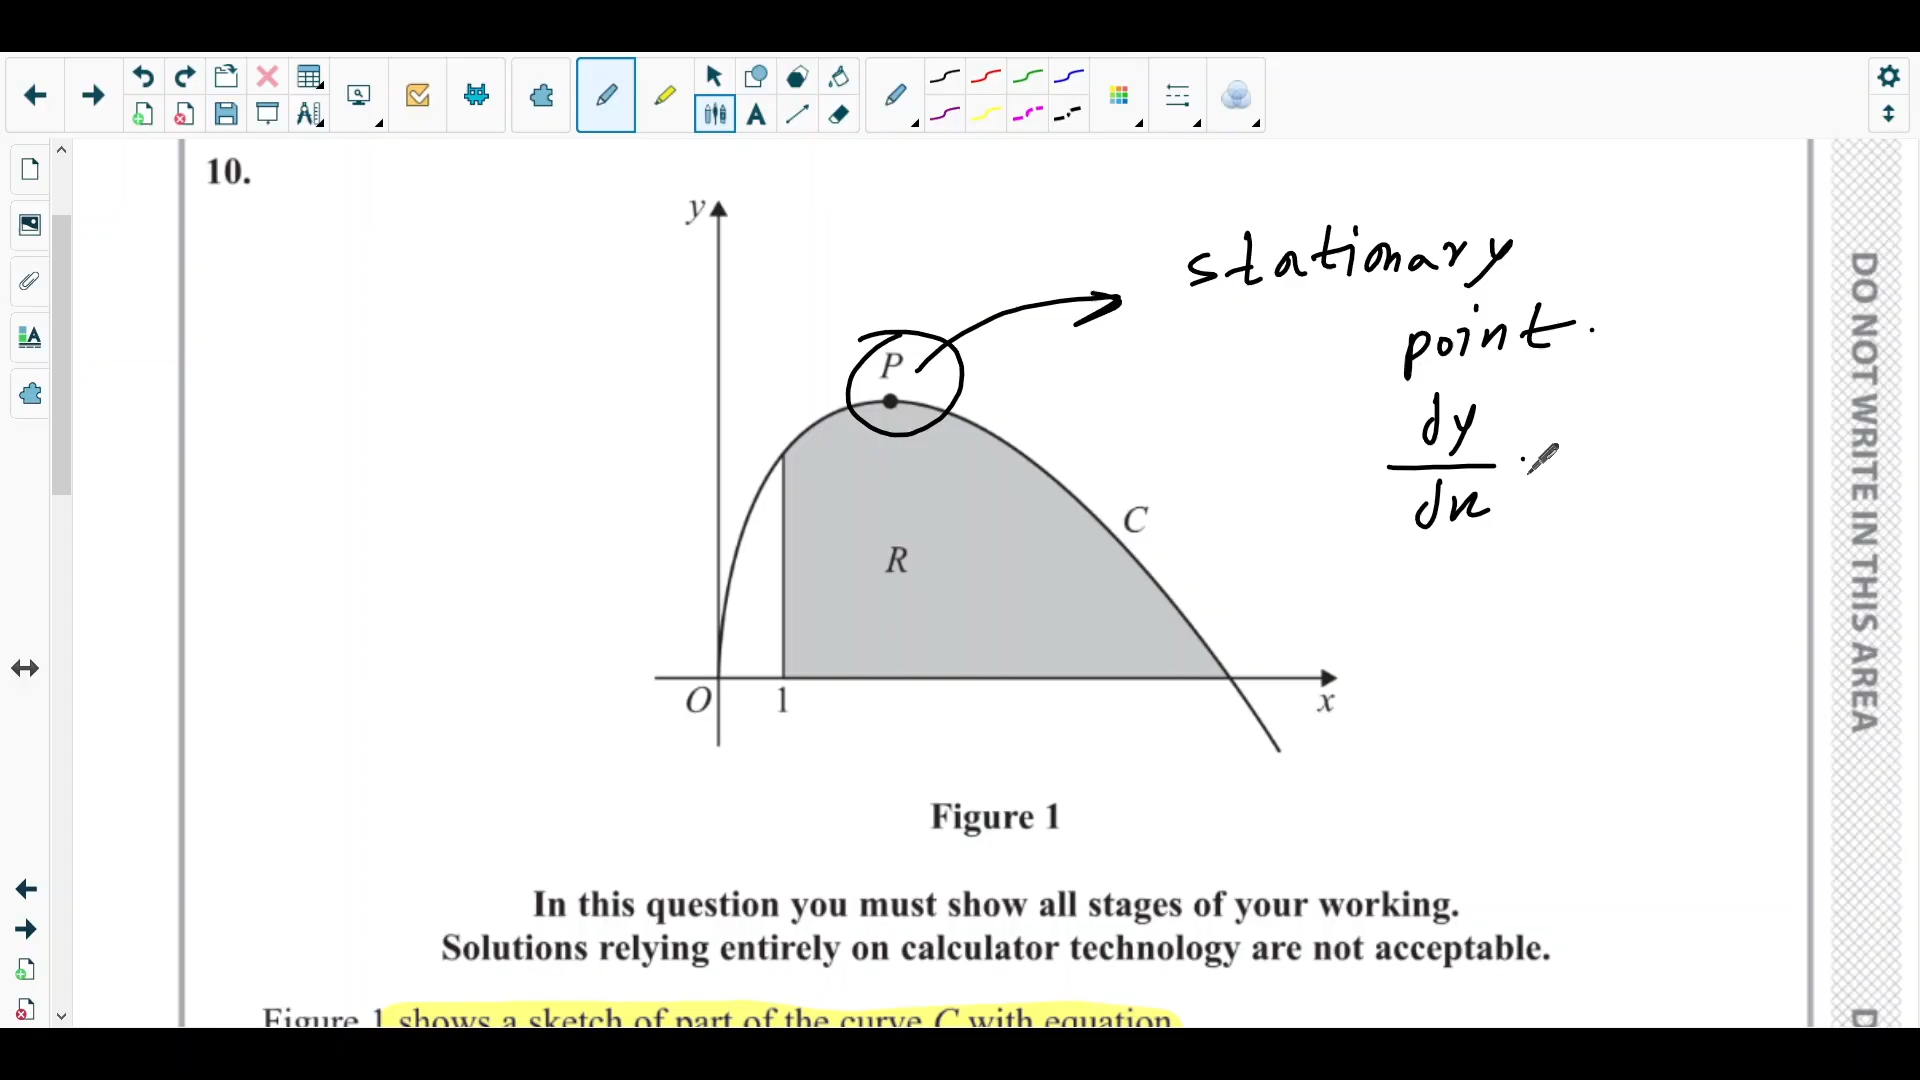 10.
y
stationary
point.
P
dy
dx
C
R
O 1 x
Figure 1
In this question you must show all stages of your working.
Solutions relying entirely on calculator technology are not acceptable.
Figure 1 shows a sketch of part of the curve C with equation
DO NOT WRITE IN THIS AREA
D